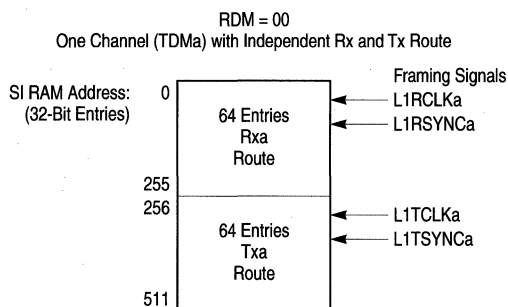 RDM = 00
One Channel (TDMa) with Independent Rx and Tx Route
Framing Signals
SI RAM Address:
(32-Bit Entries)
0
64 Entries
Rxa
Route
L1RCLKa
L1RSYNCa
255
256
64 Entries
Txa
Route
L1TCLKa
L1TSYNCa
511